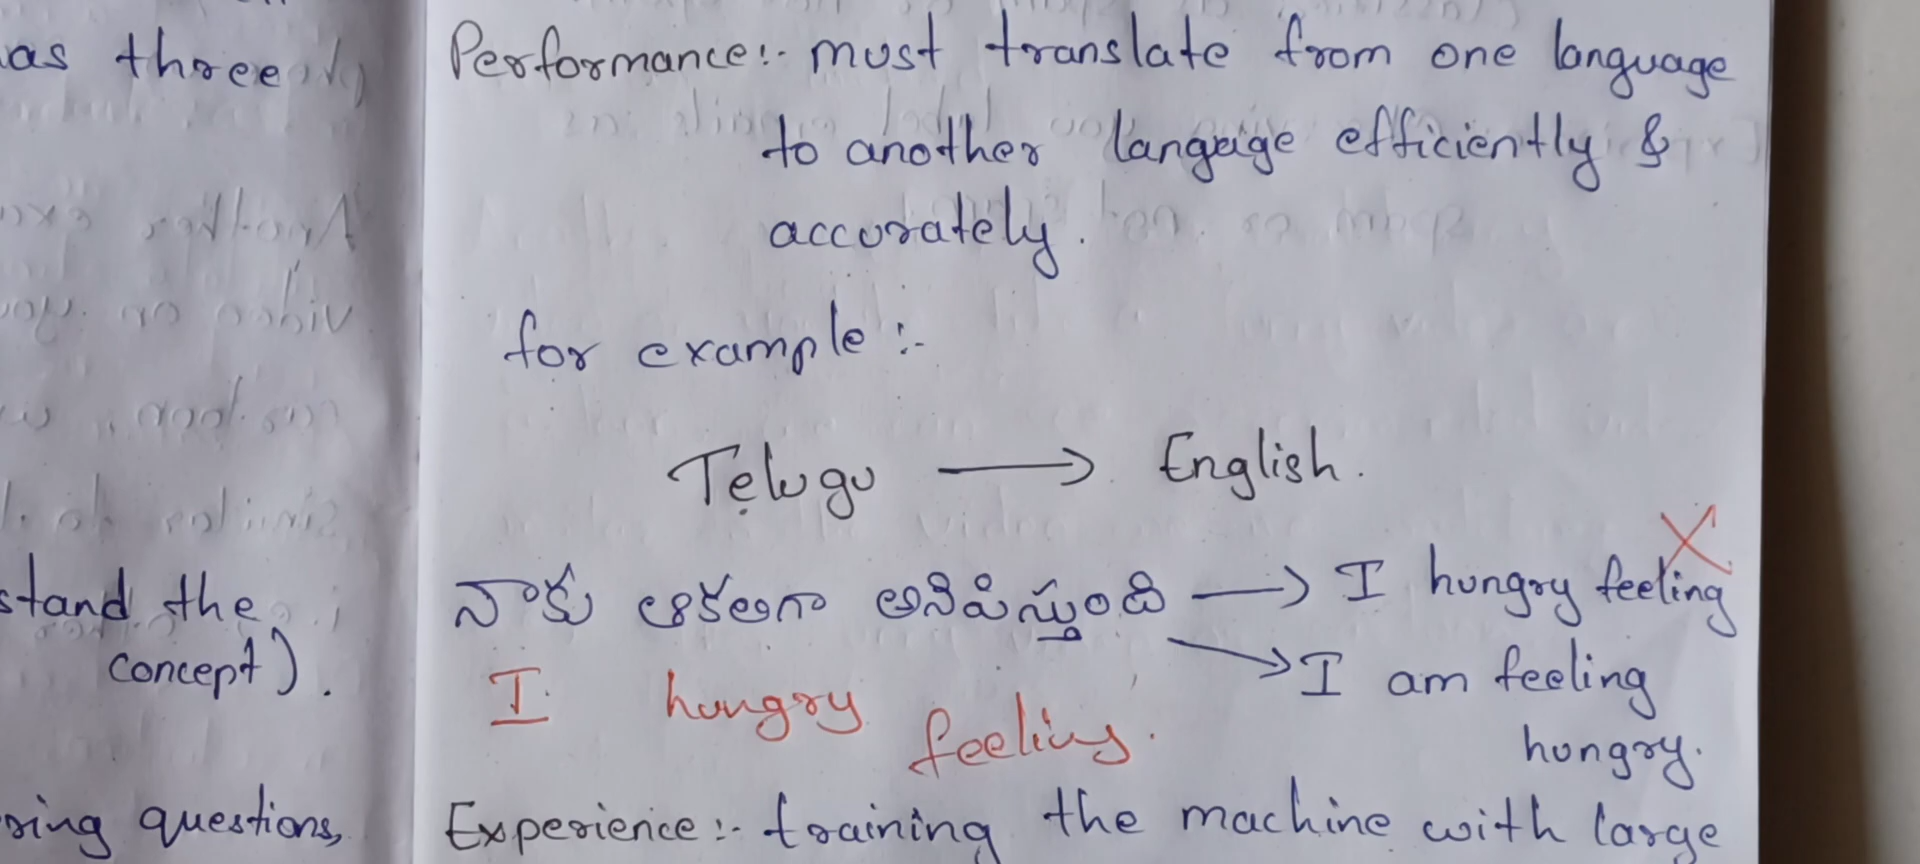 as three
stand the
concept).
ring questions,
Performance:- must translate from one language
to another langaige efficiently &
accurately.
for example :-
Telugu → English.
నాకు ఆకలిగా అనిపిస్తుంది → I hungry feeling
→ I am feeling
hungry.
I hungry feeling.
Experience :- training the machine with large